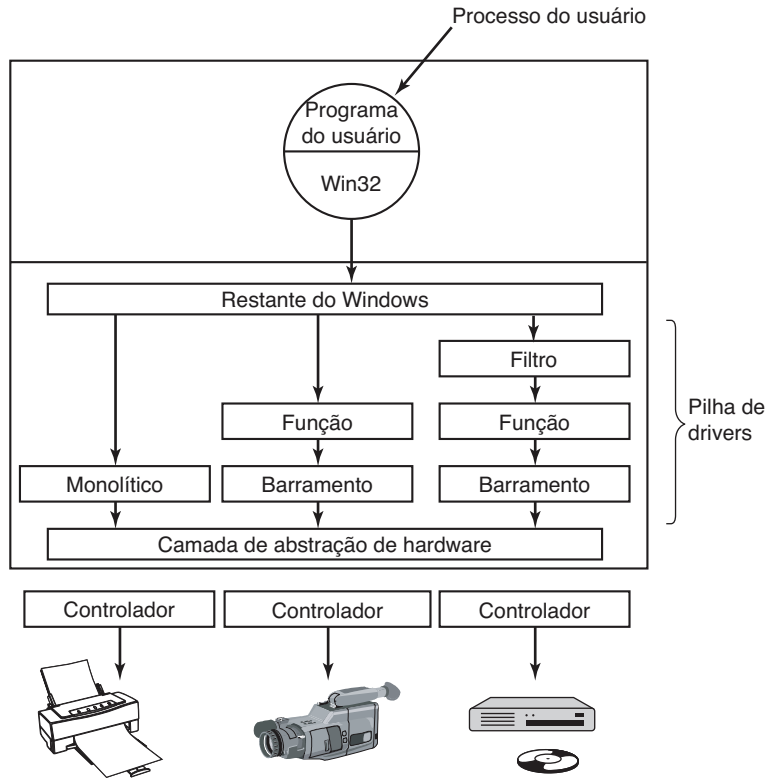 Processo do usuário
Programa
do usuário
Win32
Restante do Windows
Filtro
Função
Função
Pilha de
drivers
Monolítico
Barramento
Barramento
Camada de abstração de hardware
Controlador
Controlador
Controlador